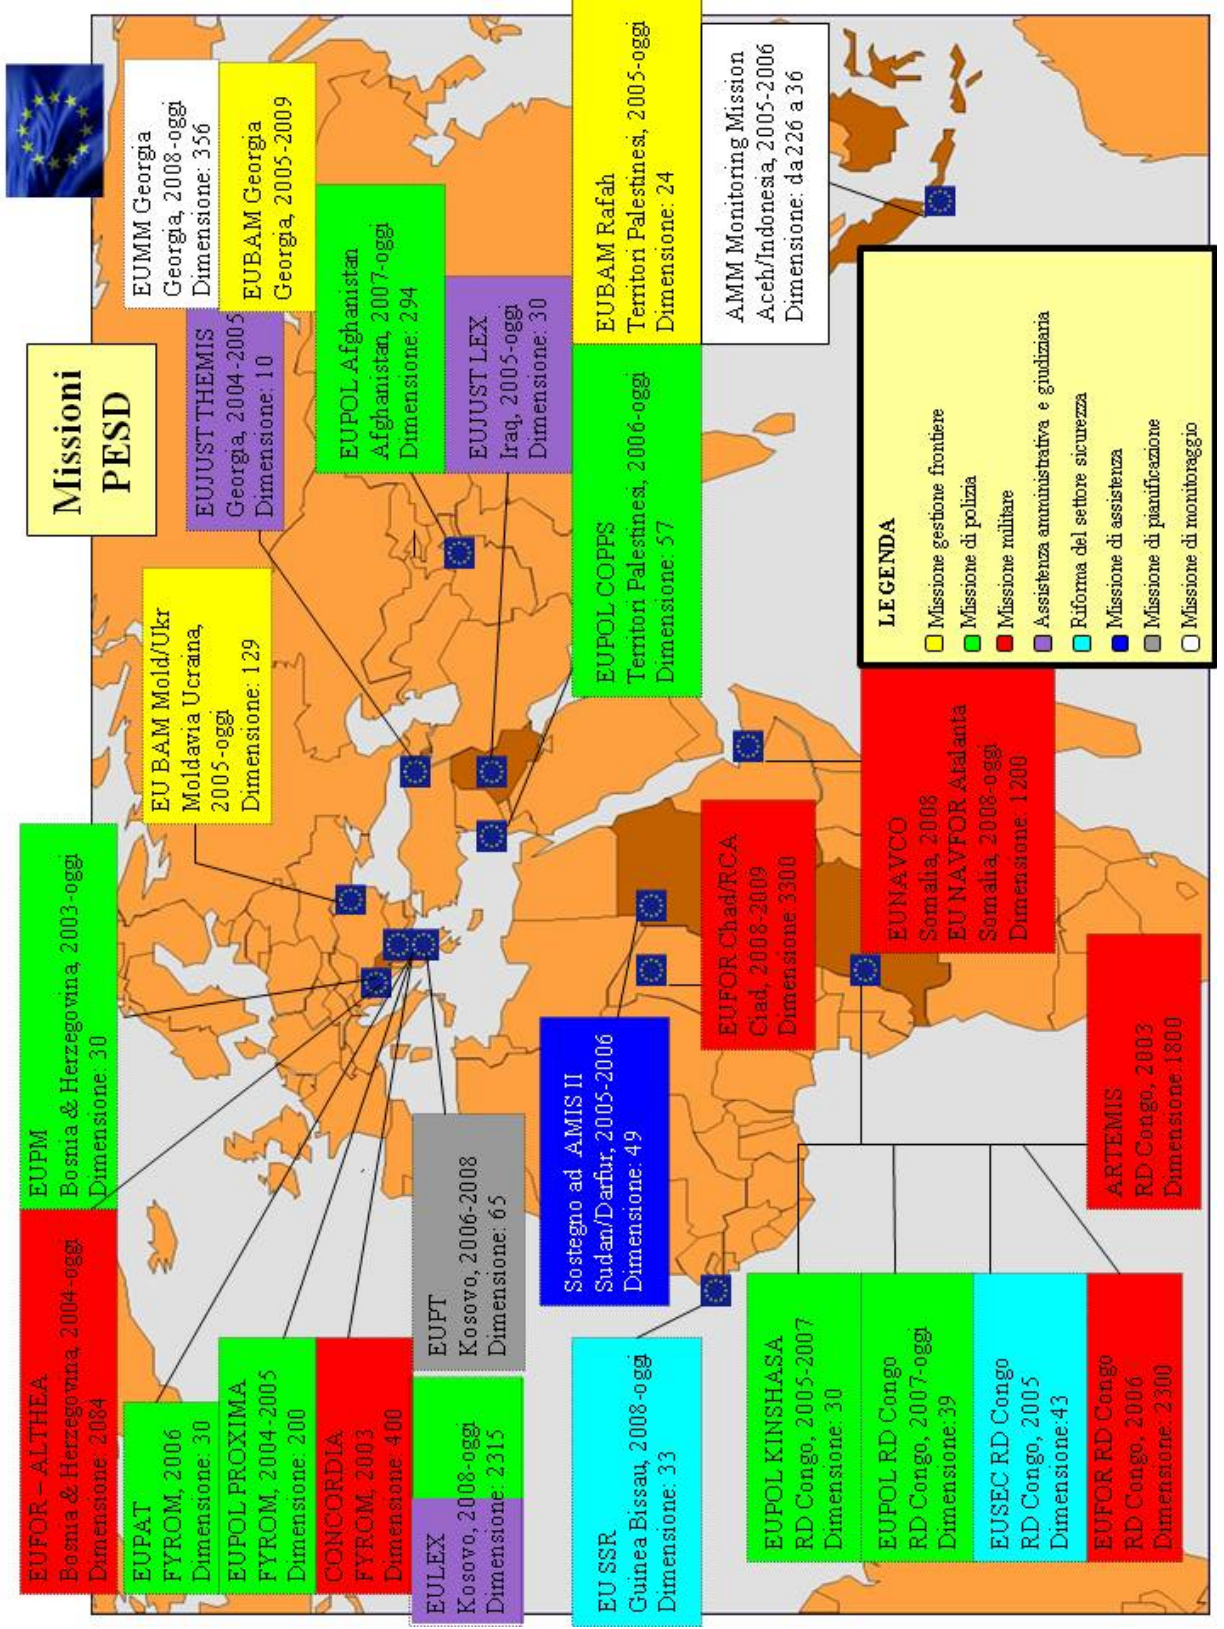 Missioni
PESD
EUFOR – ALTHEA
Bosnia & Herzegovina, 2004-oggi
Dimensione: 2084
EUPM
Bosnia & Herzegovina, 2003-oggi
Dimensione: 30
EUPAT
FYROM, 2006
Dimensione: 30
EUPOL PROXIMA
FYROM, 2004-2005
Dimensione: 200
CONCORDIA
FYROM, 2003
Dimensione: 400
EULEX
Kosovo, 2008-oggi
Dimensione: 2315
EUPT
Kosovo, 2006-2008
Dimensione: 65
EU BAM Mold/Ukr
Moldavia Ucraina,
2005-oggi
Dimensione: 129
EUJUST THEMIS
Georgia, 2004-2005
Dimensione: 10
EUMM Georgia
Georgia, 2008-oggi
Dimensione: 356
EUBAM Georgia
Georgia, 2005-2009
EUPOL Afghanistan
Afghanistan, 2007-oggi
Dimensione: 294
EUJUST LEX
Iraq, 2005-oggi
Dimensione: 30
EUPOL COPPS
Territori Palestinesi, 2006-oggi
Dimensione: 57
EUBAM Rafah
Territori Palestinesi, 2005-oggi
Dimensione: 24
AMM Monitoring Mission
Aceh/Indonesia, 2005-2006
Dimensione: da 226 a 36
Sostegno ad AMIS II
Sudan/Darfur, 2005-2006
Dimensione: 49
EU SSR
Guinea Bissau, 2008-oggi
Dimensione: 33
EUFOR Chad/RCA
Ciad, 2008-2009
Dimensione: 3300
EUNAVCO
Somalia, 2008
EU NAVFOR Atalanta
Somalia, 2008-oggi
Dimensione: 1200
EUPOL KINSHASA
RD Congo, 2005-2007
Dimensione: 30
EUPOL RD Congo
RD Congo, 2007-oggi
Dimensione:39
EUSEC RD Congo
RD Congo, 2005
Dimensione:43
EUFOR RD Congo
RD Congo, 2006
Dimensione: 2300
ARTEMIS
RD Congo, 2003
Dimensione:1800
LEGENDA
Missione gestione frontiere
Missione di polizia
Missione militare
Assistenza amministrativa e giudiziaria
Riforma del settore sicurezza
Missione di assistenza
Missione di pianificazione
Missione di monitoraggio